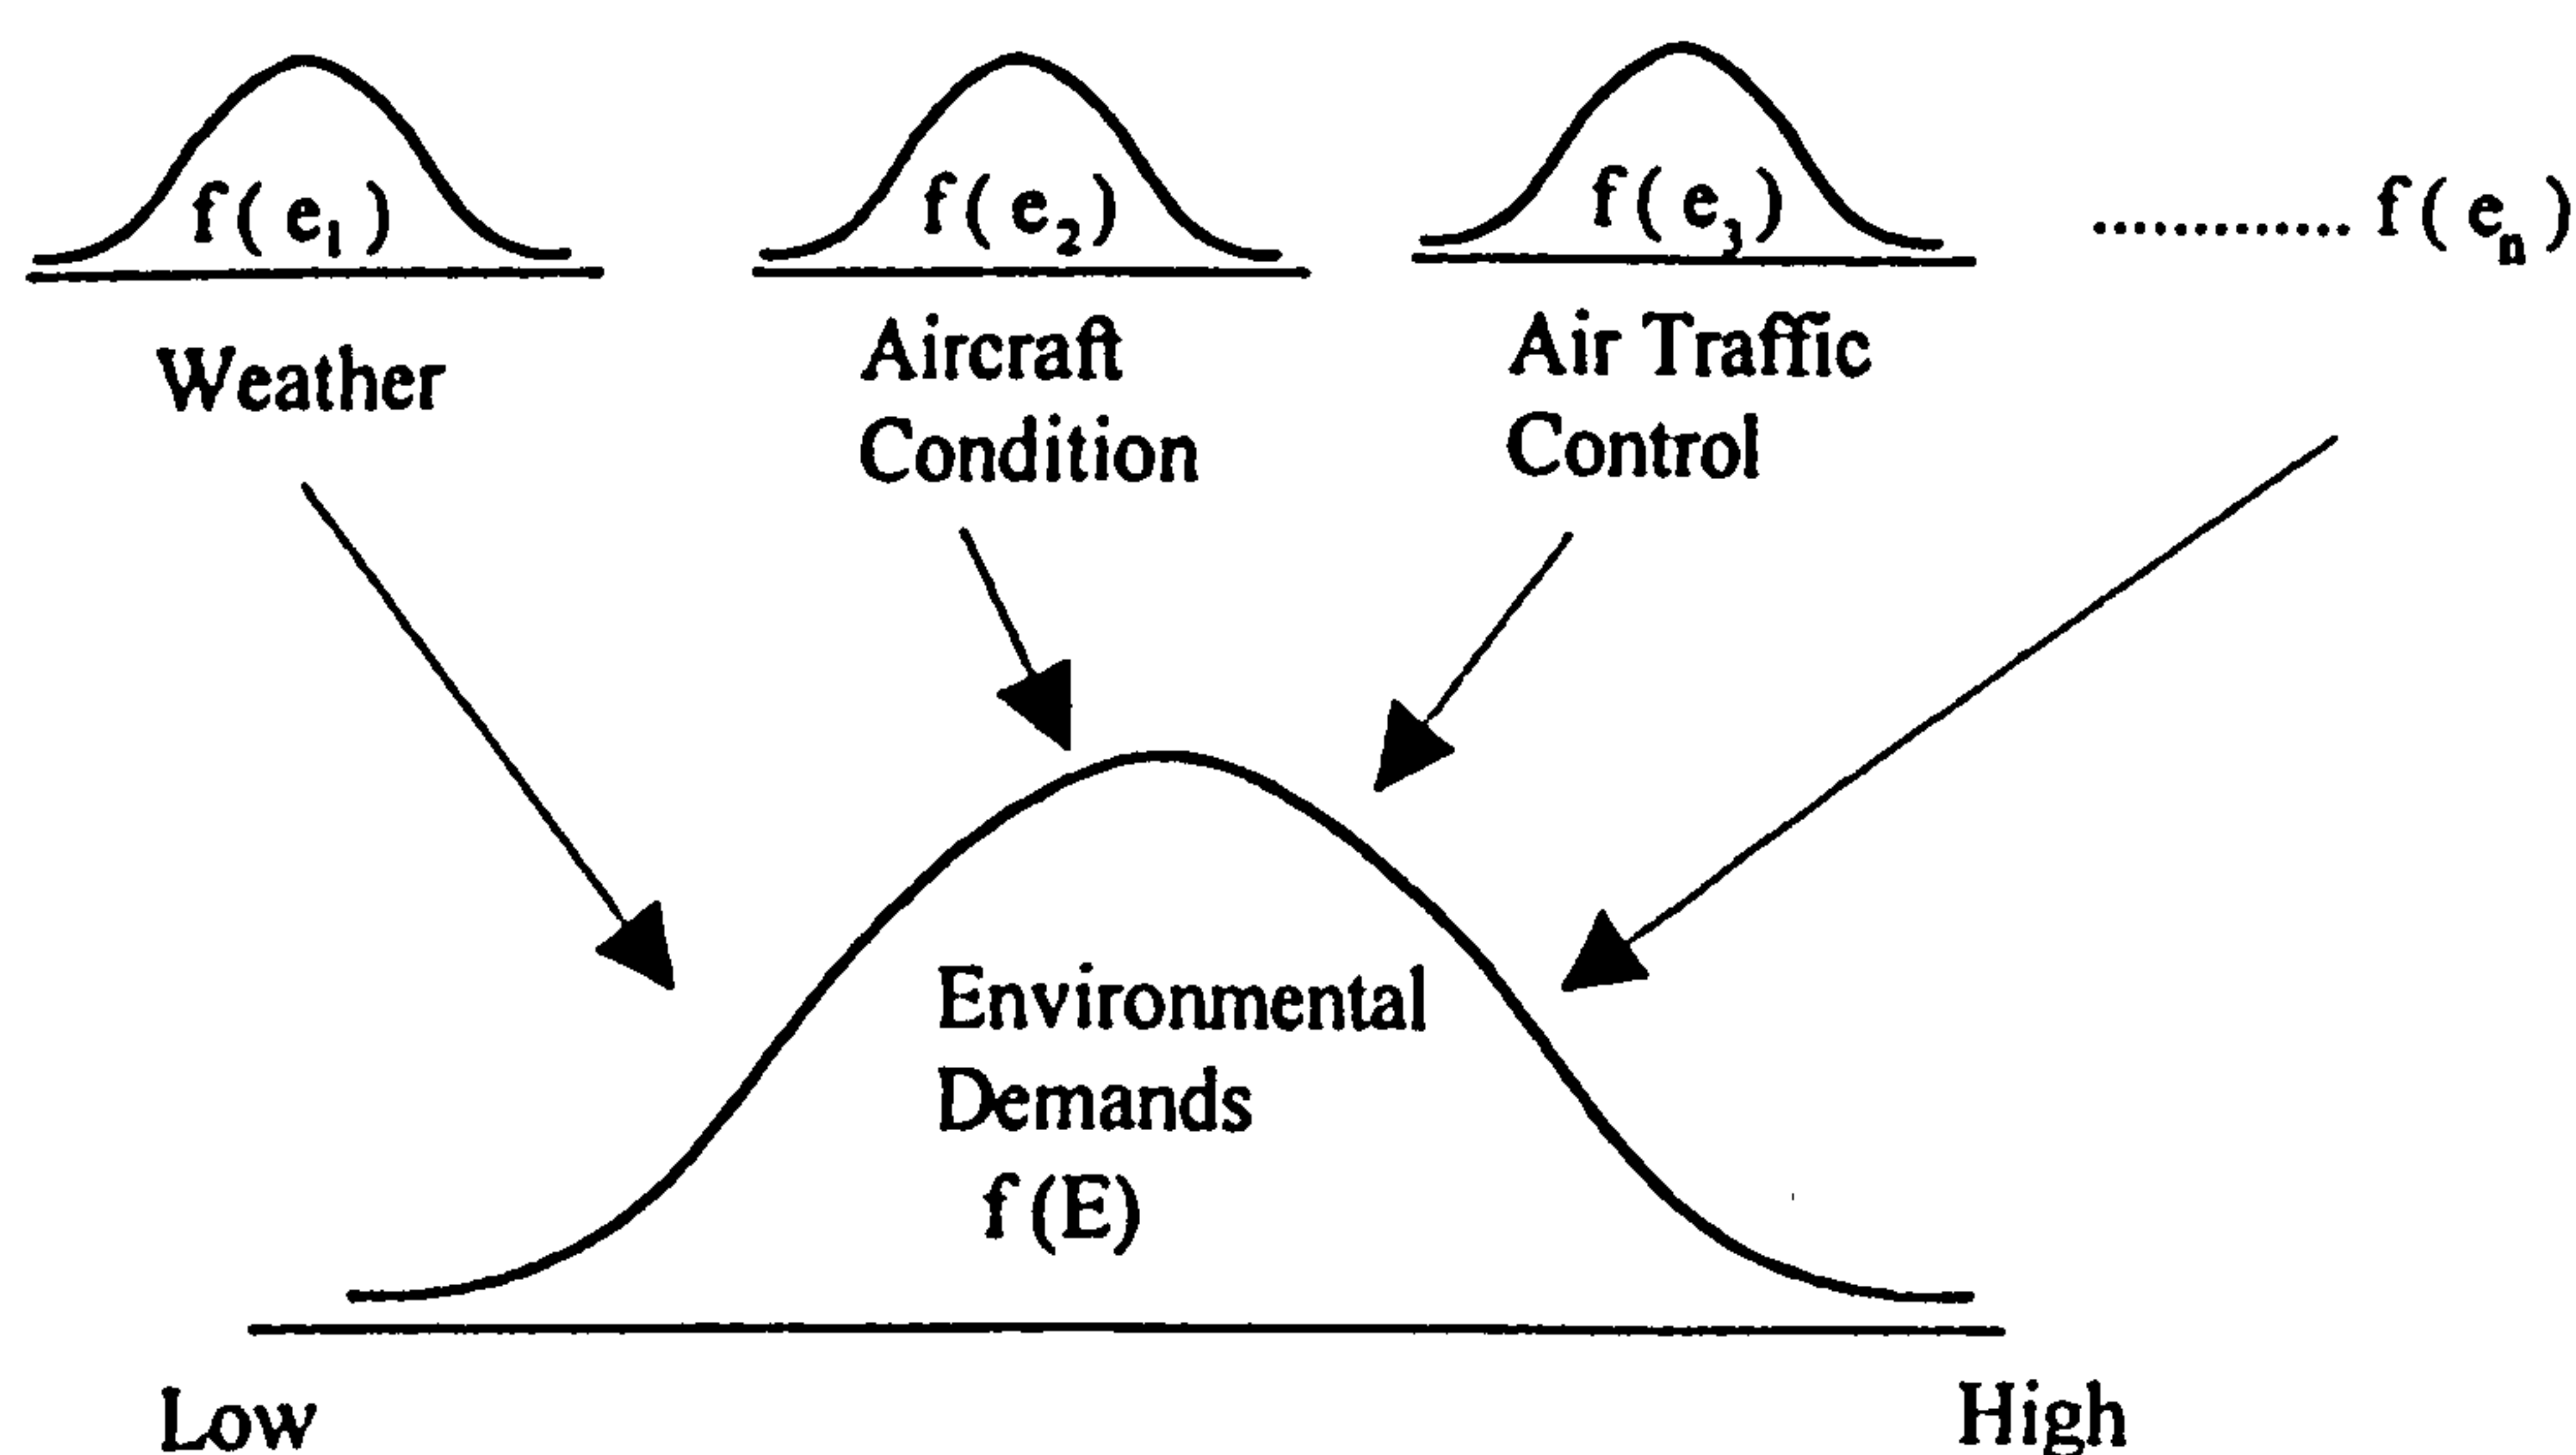 f ( e₁ )
f ( e₂ )
f ( e₃ )
............. f ( eₙ )
Weather
Aircraft
Condition
Air Traffic
Control
Environmental
Demands
f (E)
Low
High